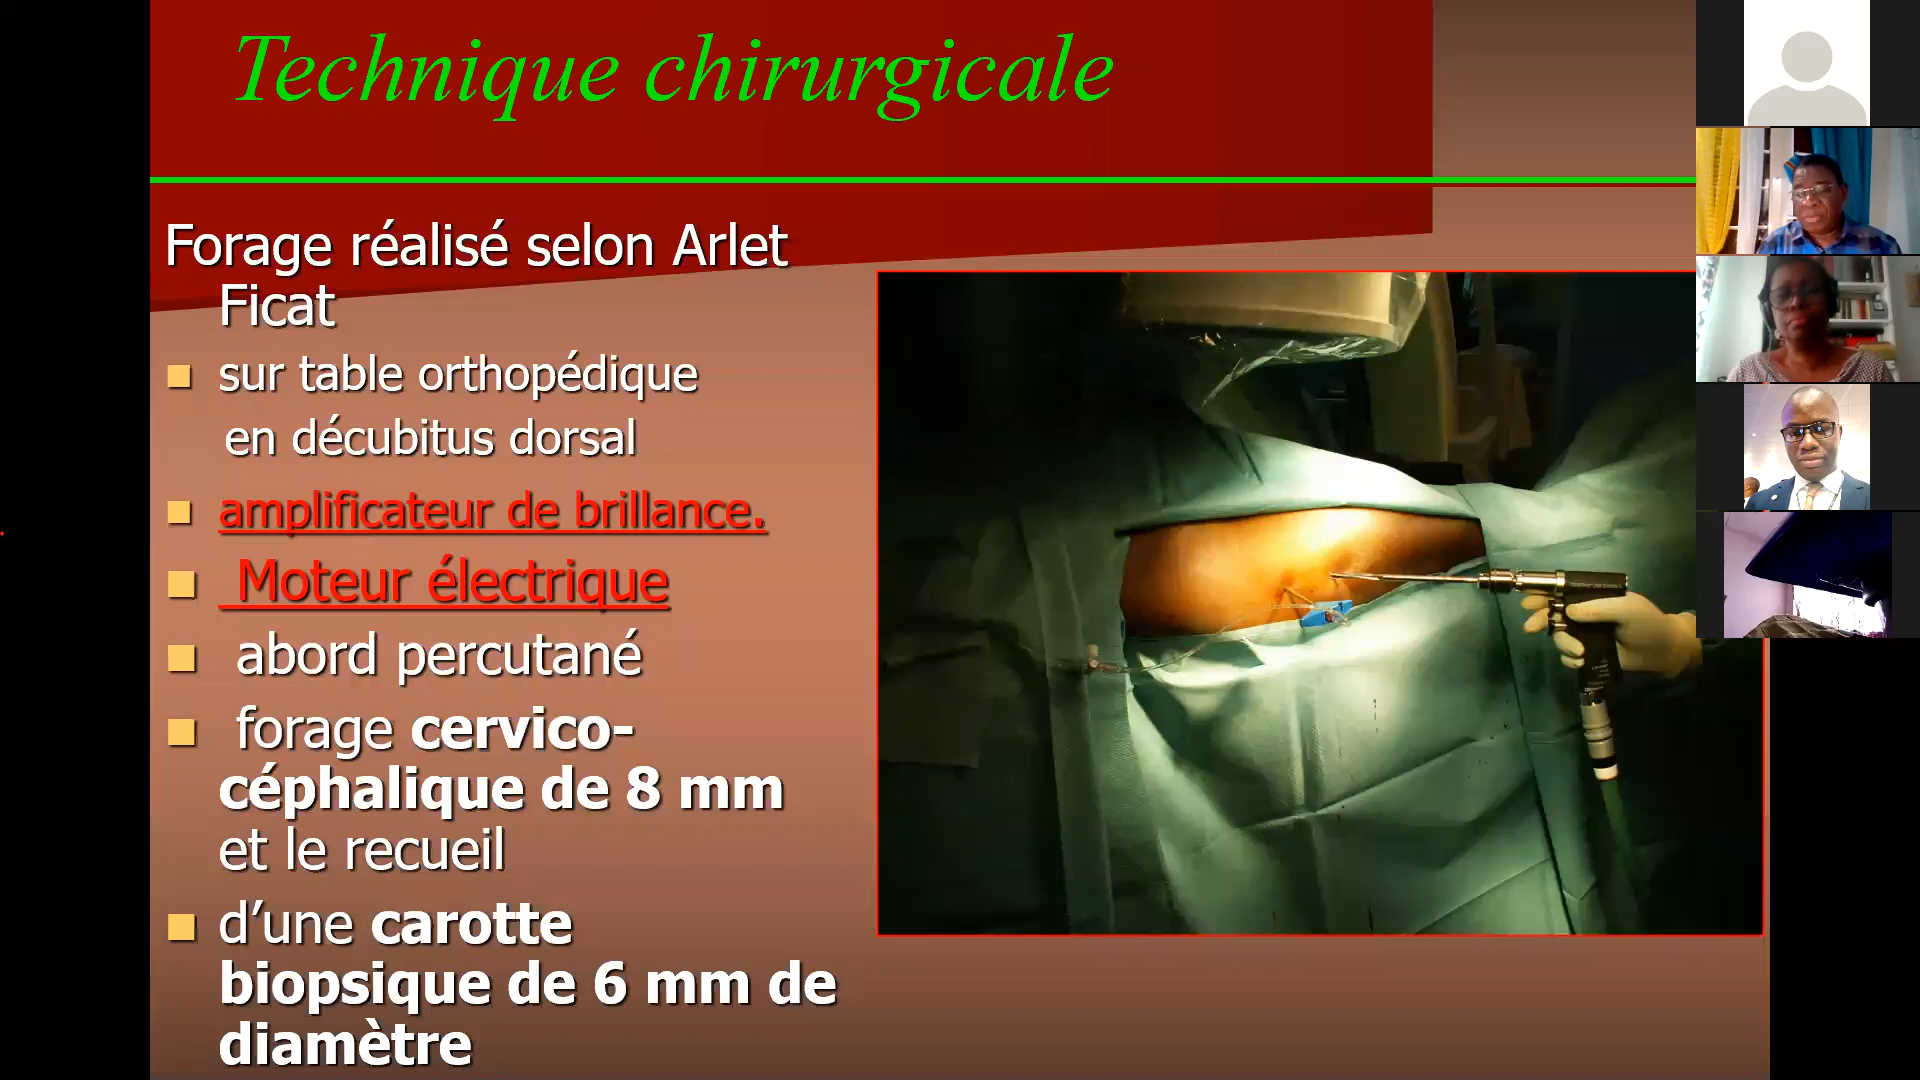 Technique chirurgicale
Forage réalisé selon Arlet
Ficat
sur table orthopédique
en décubitus dorsal
amplificateur de brillance.
Moteur électrique
abord percutané
forage cervico-
céphalique de 8 mm
et le recueil
d’une carotte
biopsique de 6 mm de
diamètre